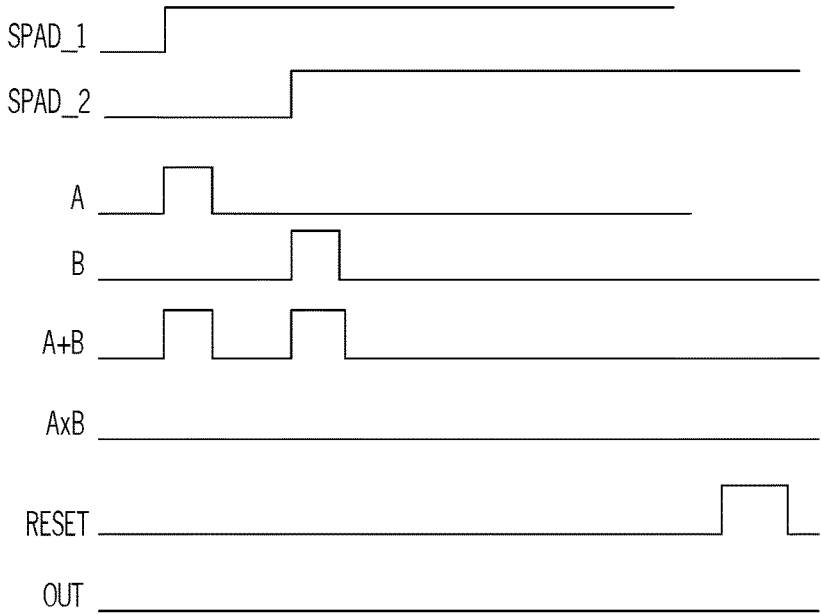 SPAD_1
SPAD_2
A
B
A+B
AxB
RESET
OUT